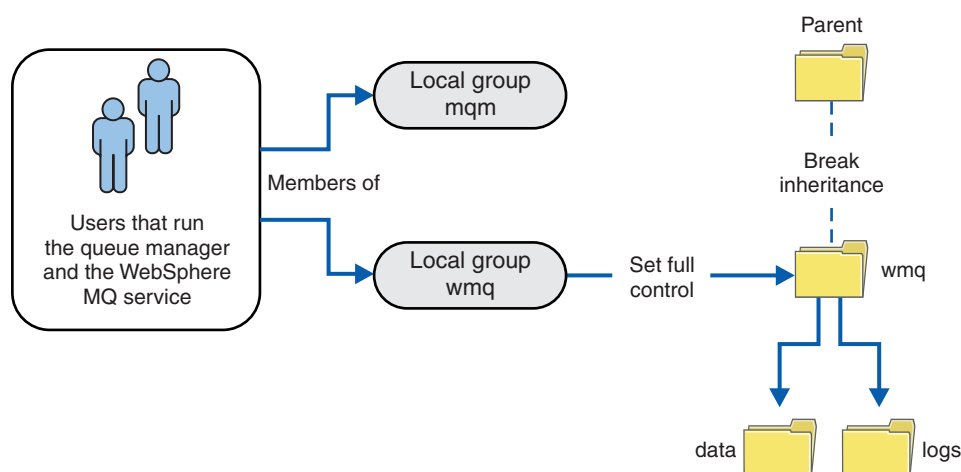 Parent
Local group
mqm
Break
inheritance
Members of
Users that run
the queue manager
and the WebSphere
MQ service
Local group
wmq
Set full
control
wmq
data
logs